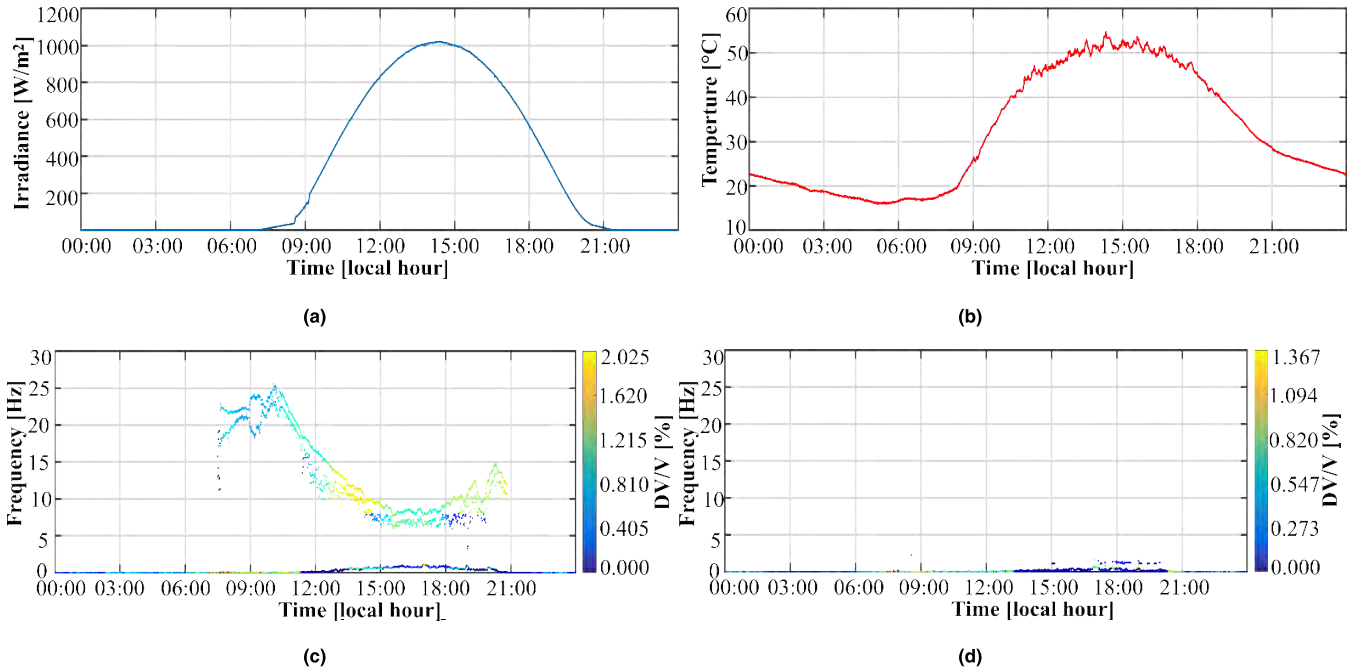 1200
1000
800
600
400
200
Irradiance [W/m²]
00:00 03:00 06:00 09:00 12:00 15:00 18:00 21:00
Time [local hour]
(a)
60
50
40
30
20
10
Temperture [°C]
00:00 03:00 06:00 09:00 12:00 15:00 18:00 21:00
Time [local hour]
(b)
30
25
20
15
10
5
0
Frequency [Hz]
00:00 03:00 06:00 09:00 12:00 15:00 18:00 21:00
Time [local hour]
2.025
1.620
1.215
0.810
0.405
0.000
DV/V [%]
(c)
30
25
20
15
10
5
0
Frequency [Hz]
00:00 03:00 06:00 09:00 12:00 15:00 18:00 21:00
Time [local hour]
1.367
1.094
0.820
0.547
0.273
0.000
DV/V [%]
(d)